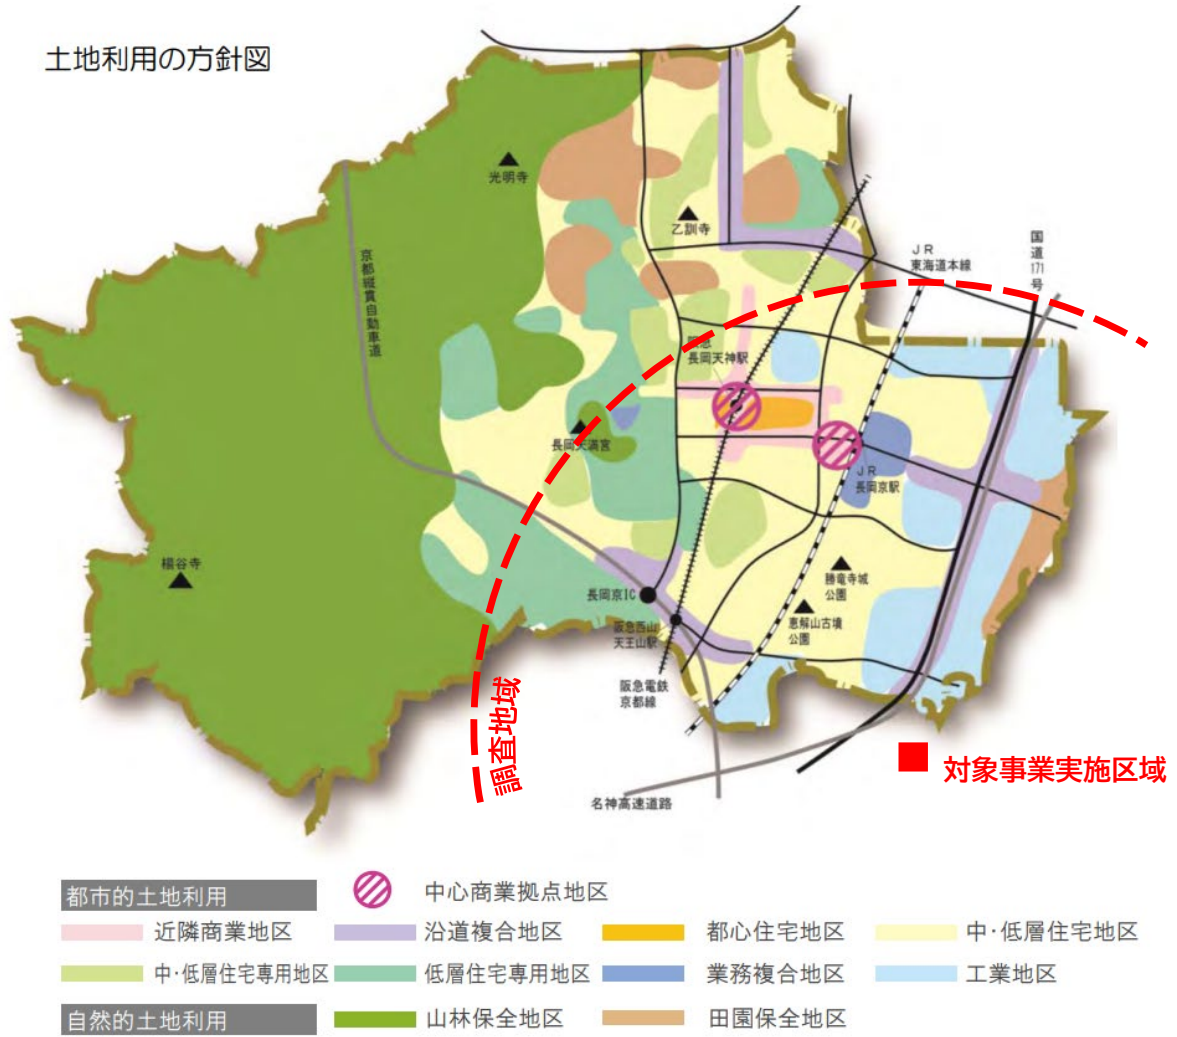 土地利用の方針図
光明寺
乙訓寺
京都縦貫自動車道
JR
東海道本線
国道171号
阪急
長岡天神駅
長岡天満宮
JR
長岡京駅
楊谷寺
勝竜寺城
公園
恵解山古墳
公園
長岡京IC
阪急西山
天王山駅
阪急電鉄
京都線
調査地域
対象事業実施区域
名神高速道路
都市的土地利用
中心商業拠点地区
近隣商業地区
沿道複合地区
都心住宅地区
中・低層住宅地区
中・低層住宅専用地区
低層住宅専用地区
業務複合地区
工業地区
自然的土地利用
山林保全地区
田園保全地区